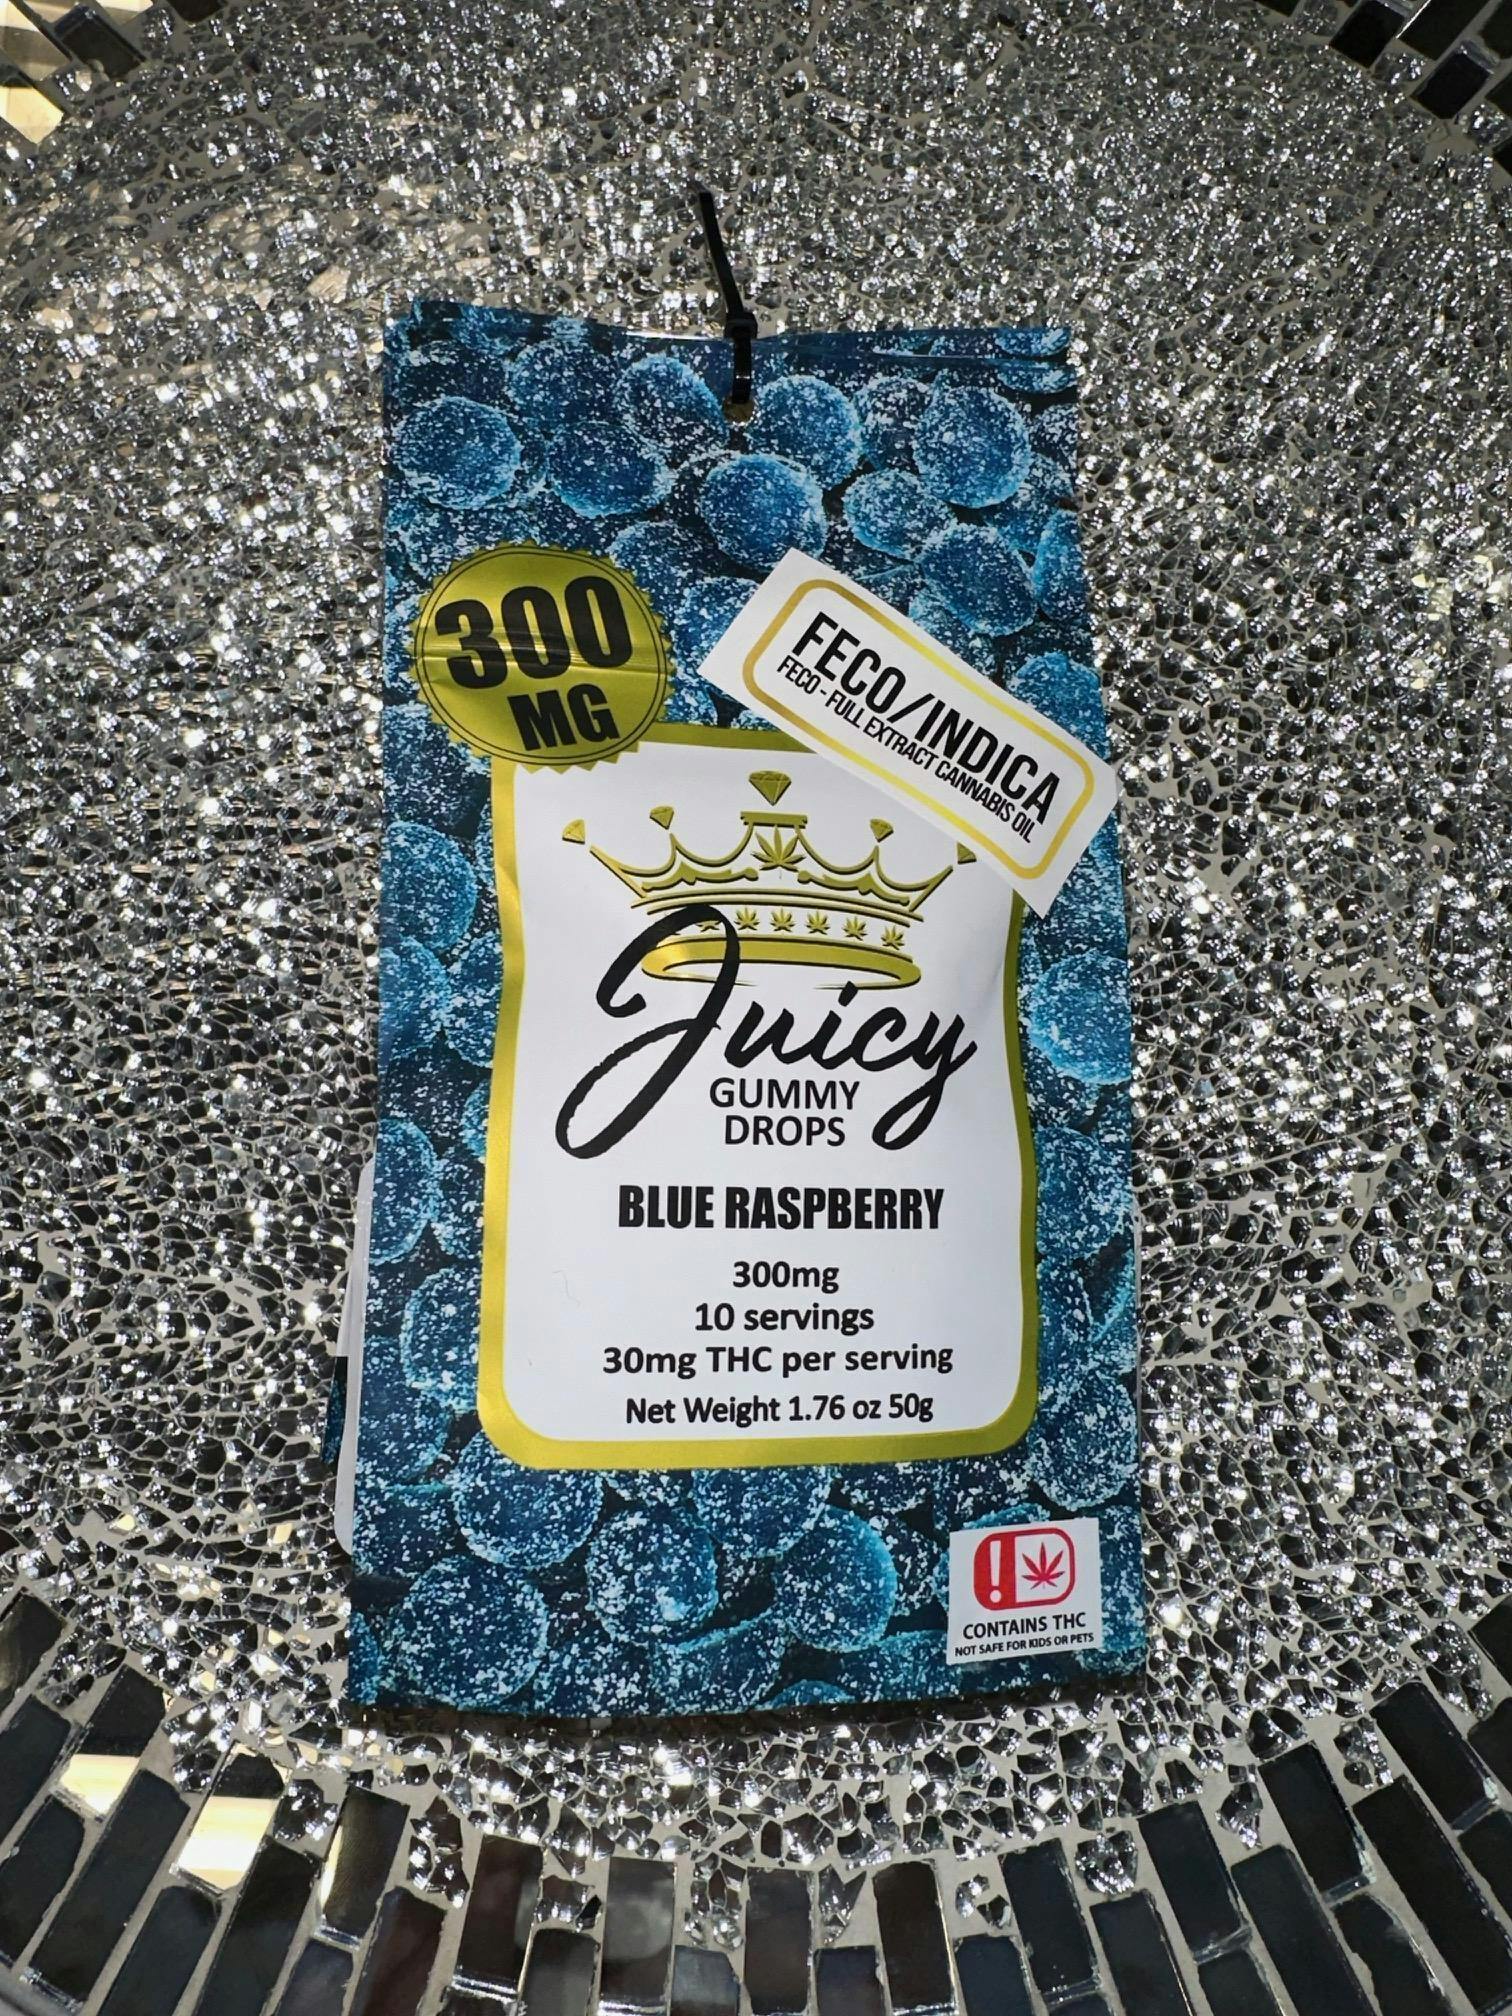 300
MG
FECO/INDICA
FECO - FULL EXTRACT CANNABIS OIL
Juicy
GUMMY
DROPS
BLUE RASPBERRY
300mg
10 servings
30mg THC per serving
Net Weight 1.76 oz 50g
!
CONTAINS THC
NOT SAFE FOR KIDS OR PETS